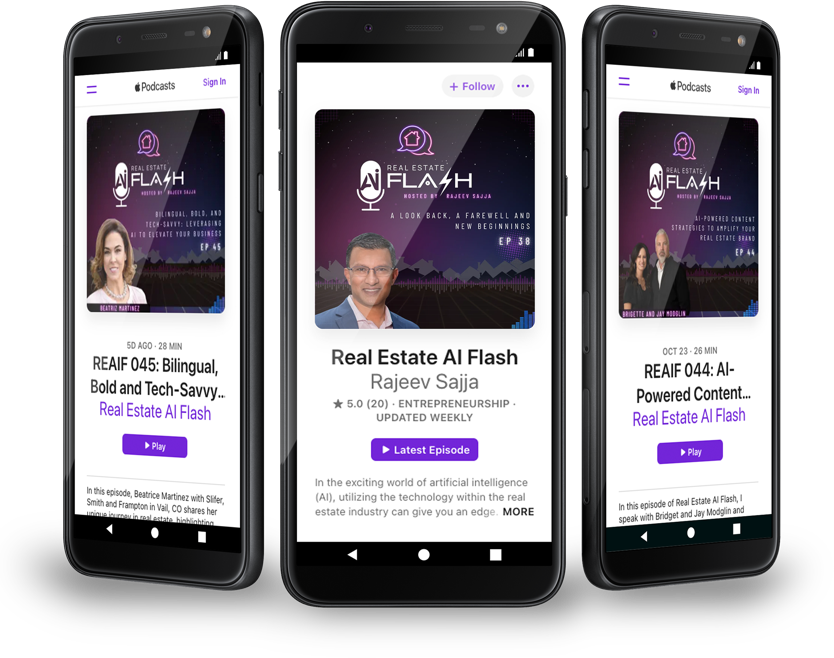 Podcasts
Sign In
REAL ESTATE
Ai FLASH
HOSTED BY RAJEEV SAJJA
BILINGUAL, BOLD, AND
TECH-SAVVY: LEVERAGING
AI TO ELEVATE YOUR BUSINESS
EP 45
BEATRIZ MARTINEZ
5D AGO · 28 MIN
REAIF 045: Bilingual,
Bold and Tech-Savvy...
Real Estate AI Flash
Play
In this episode, Beatrice Martinez with Slifer,
Smith and Frampton in Vail, CO shares her
unique journey in real estate, highlighting
+ Follow
REAL ESTATE
Ai FLASH
HOSTED BY RAJEEV SAJJA
A LOOK BACK, A FAREWELL AND
NEW BEGINNINGS
EP 38
Real Estate AI Flash
Rajeev Sajja
★ 5.0 (20) · ENTREPRENEURSHIP ·
UPDATED WEEKLY
Latest Episode
In the exciting world of artificial intelligence
(AI), utilizing the technology within the real
estate industry can give you an edge. MORE
Podcasts
Sign In
REAL ESTATE
Ai FLASH
HOSTED BY RAJEEV SAJJA
AI-POWERED CONTENT
STRATEGIES TO AMPLIFY YOUR
REAL ESTATE BRAND
EP 44
BRIDGETTE AND JAY MODGLIN
OCT 23 · 26 MIN
REAIF 044: AI-
Powered Content...
Real Estate AI Flash
Play
In this episode of Real Estate AI Flash, I
speak with Bridget and Jay Modglin and